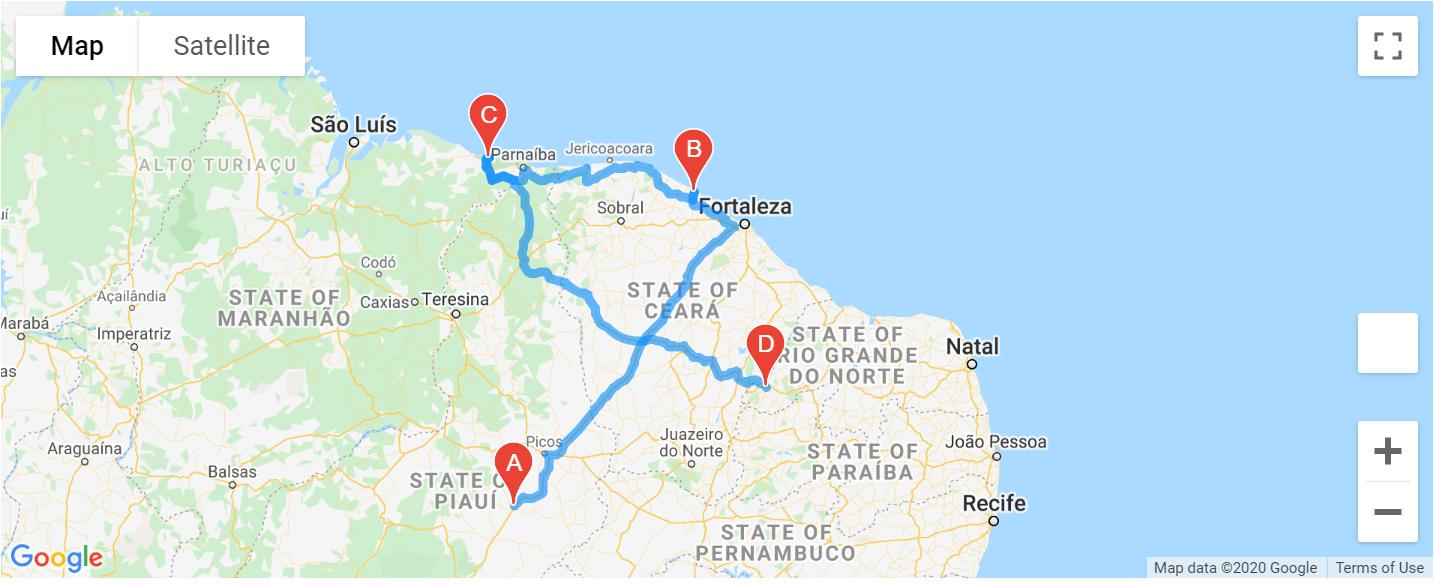 Map
Satellite
C
São Luís
Parnaíba
Jericoacoara
B
ALTO TURIAÇU
Sobral
Fortaleza
Codó
Açailândia
STATE OF
MARANHÃO
Caxias
Teresina
STATE OF
CEARÁ
Imperatriz
D
STATE OF
RIO GRANDE
DO NORTE
Natal
Araguaína
Balsas
Picos
A
STATE OF
PIAUÍ
Juazeiro
do Norte
STATE OF
PARAÍBA
João Pessoa
Recife
STATE OF
PERNAMBUCO
Google
Map data ©2020 Google
Terms of Use